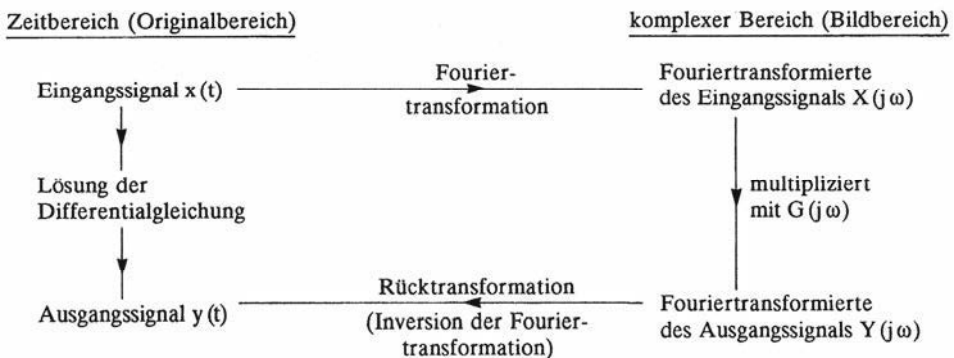 Zeitbereich (Originalbereich)
komplexer Bereich (Bildbereich)
Eingangssignal x (t)
Fourier-
transformation
Fouriertransformierte
des Eingangssignals X (j ω)
Lösung der
Differentialgleichung
multipliziert
mit G (j ω)
Ausgangssignal y (t)
Rücktransformation
(Inversion der Fourier-
transformation)
Fouriertransformierte
des Ausgangssignals Y (j ω)